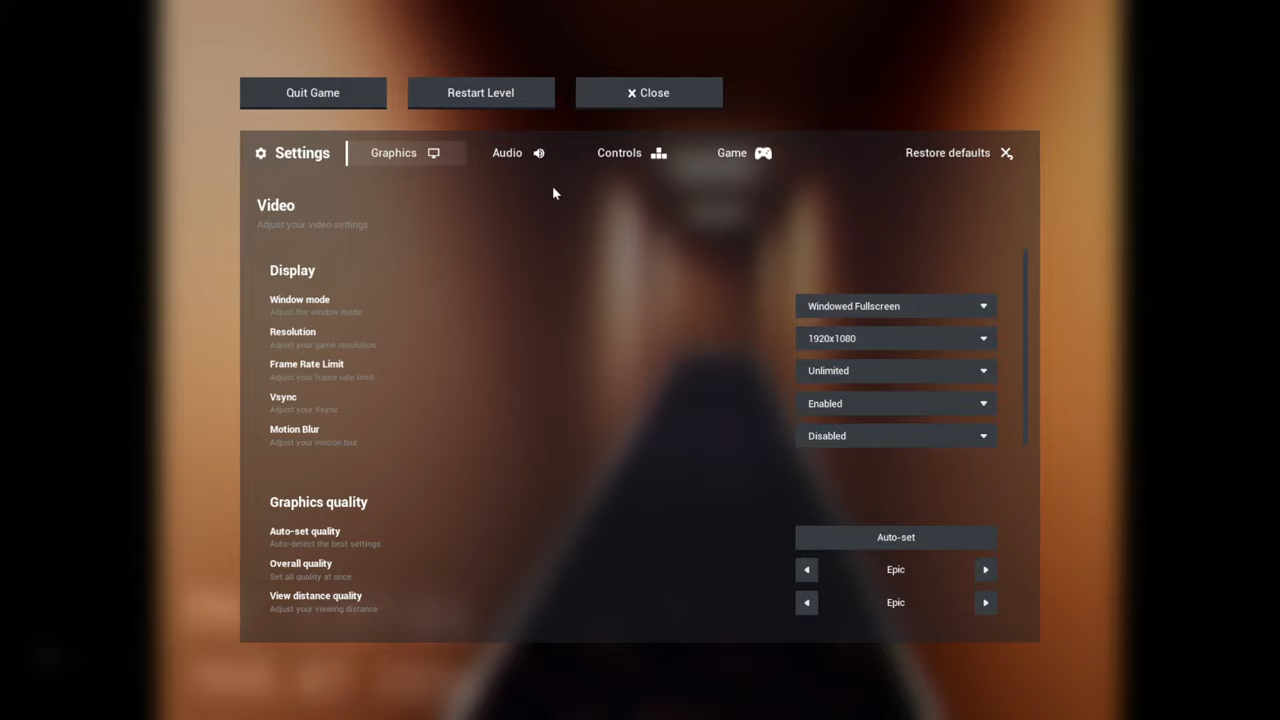 Quit Game
Restart Level
Close
Settings
Graphics
Audio
Controls
Game
Restore defaults
Video
Adjust your video settings
Display
Window mode
Windowed Fullscreen
Adjust the window mode
Resolution
1920x1080
Adjust your game resolution
Frame Rate Limit
Unlimited
Adjust your frame rate limit
Vsync
Enabled
Adjust your Vsync
Motion Blur
Disabled
Adjust your motion blur
Graphics quality
Auto-set quality
Auto-set
Auto-detect the best settings
Overall quality
Epic
Set all quality at once
View distance quality
Epic
Adjust your viewing distance